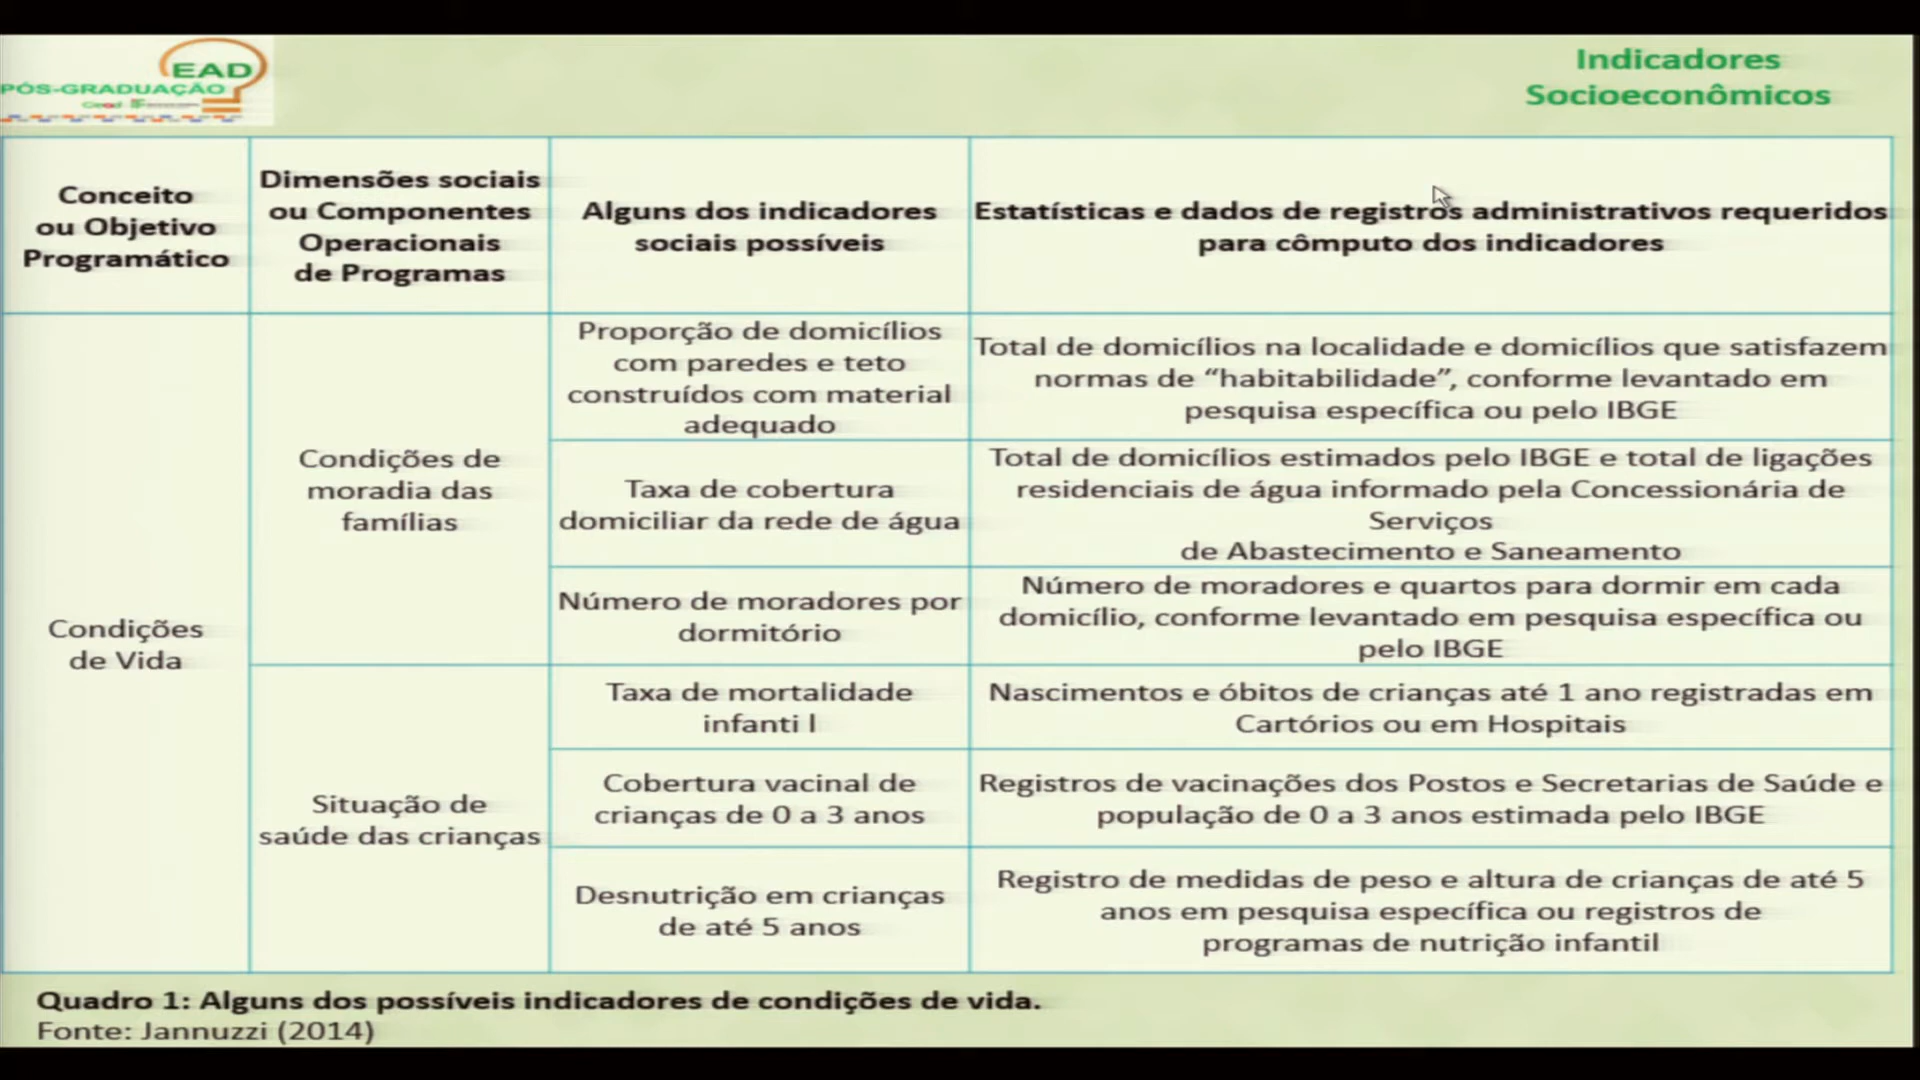 EAD
PÓS-GRADUAÇÃO
Indicadores
Socioeconômicos
Conceito
ou Objetivo
Programático
Dimensões sociais
ou Componentes
Operacionais
de Programas
Alguns dos indicadores
sociais possíveis
Estatísticas e dados de registros administrativos requeridos
para cômputo dos indicadores
Condições
de Vida
Condições de
moradia das
famílias
Proporção de domicílios
com paredes e teto
construídos com material
adequado
Total de domicílios na localidade e domicílios que satisfazem
normas de “habitabilidade”, conforme levantado em
pesquisa específica ou pelo IBGE
Taxa de cobertura
domiciliar da rede de água
Total de domicílios estimados pelo IBGE e total de ligações
residenciais de água informado pela Concessionária de
Serviços
de Abastecimento e Saneamento
Número de moradores por
dormitório
Número de moradores e quartos para dormir em cada
domicílio, conforme levantado em pesquisa específica ou
pelo IBGE
Situação de
saúde das crianças
Taxa de mortalidade
infanti l
Nascimentos e óbitos de crianças até 1 ano registradas em
Cartórios ou em Hospitais
Cobertura vacinal de
crianças de 0 a 3 anos
Registros de vacinações dos Postos e Secretarias de Saúde e
população de 0 a 3 anos estimada pelo IBGE
Desnutrição em crianças
de até 5 anos
Registro de medidas de peso e altura de crianças de até 5
anos em pesquisa específica ou registros de
programas de nutrição infantil
Quadro 1: Alguns dos possíveis indicadores de condições de vida.
Fonte: Jannuzzi (2014)